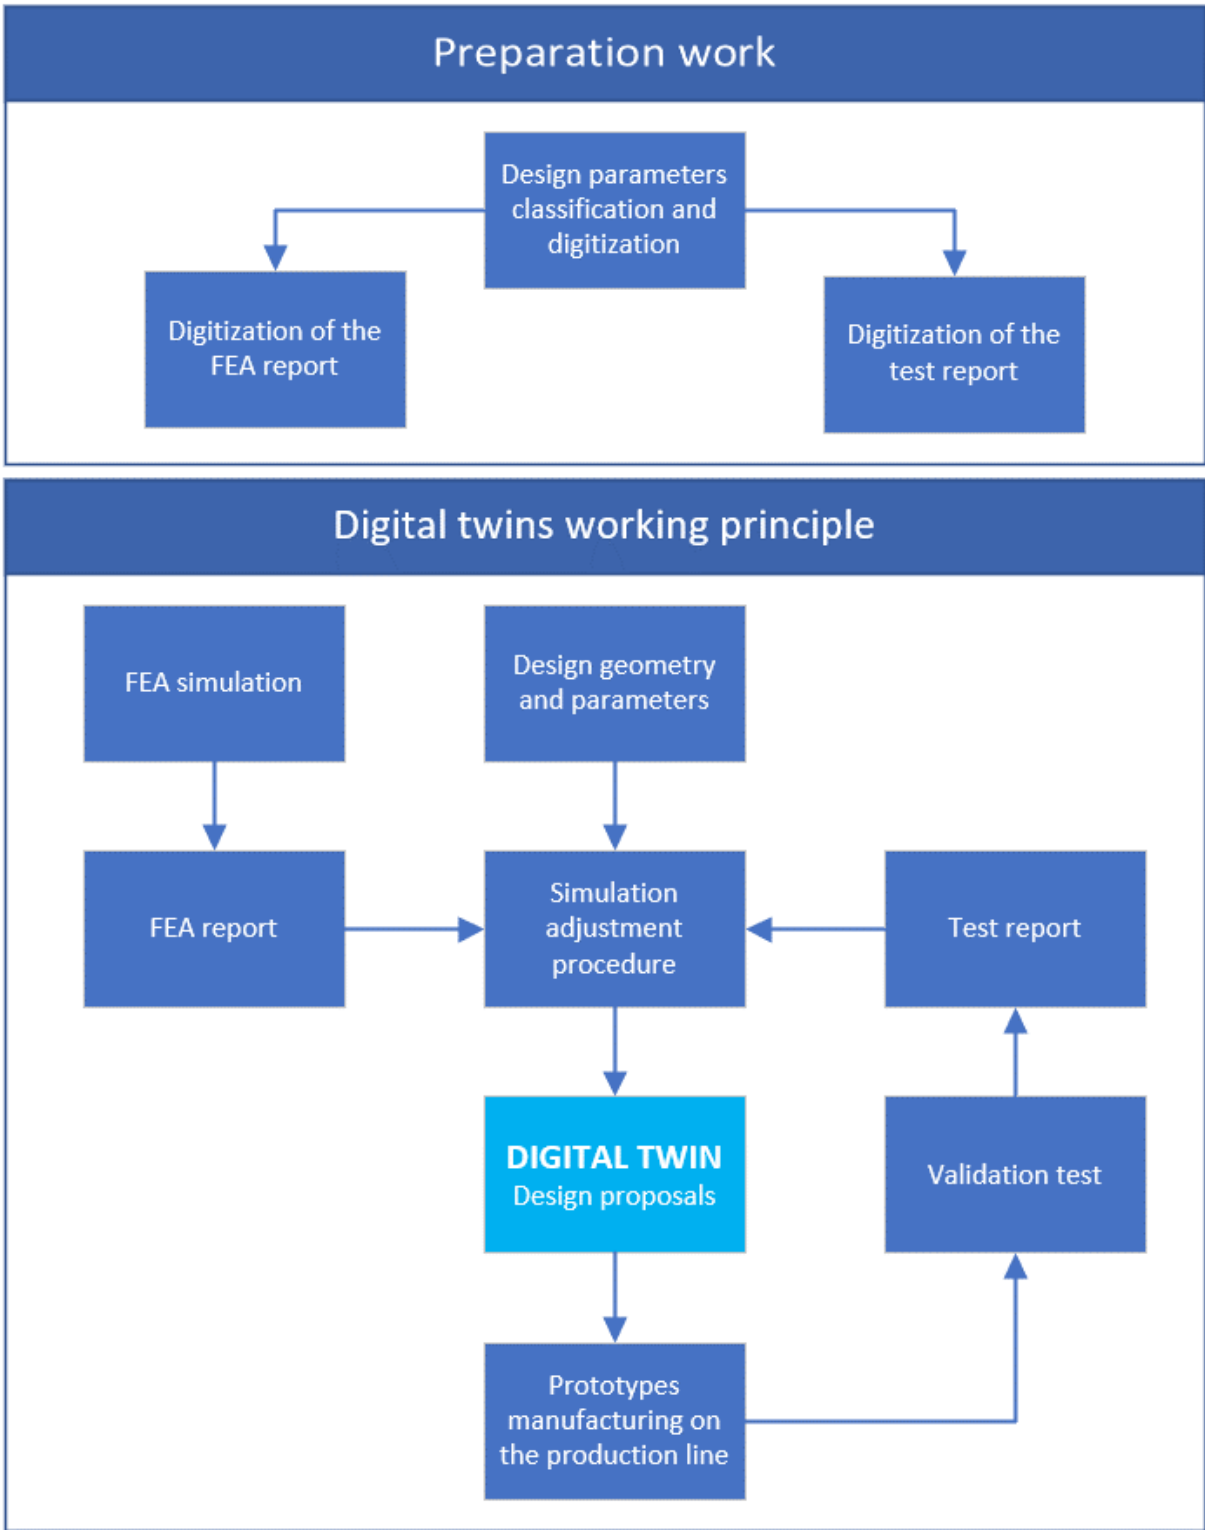 Preparation work
Design parameters
classification and
digitization
Digitization of the
FEA report
Digitization of the
test report
Digital twins working principle
FEA simulation
Design geometry
and parameters
FEA report
Simulation
adjustment
procedure
Test report
DIGITAL TWIN
Design proposals
Validation test
Prototypes
manufacturing on
the production line